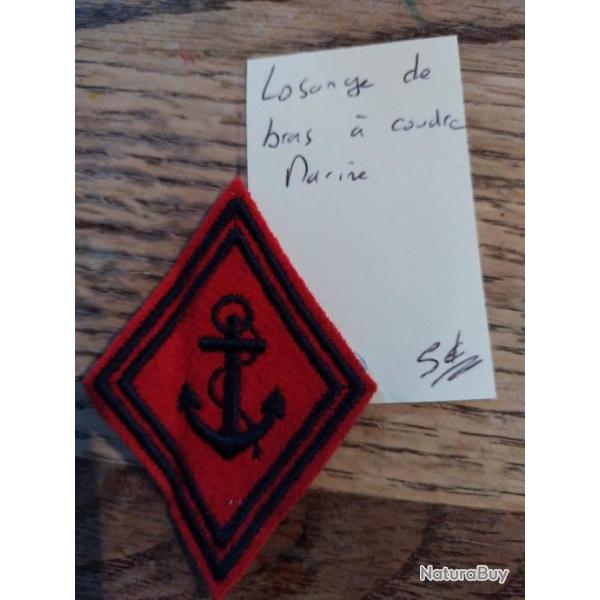 Losange de
bras à coudre
Marine
5€
NaturaBuy